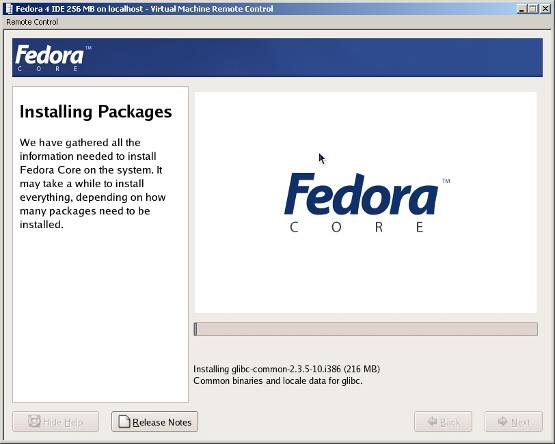 Fedora 4 IDE 256 MB on localhost - Virtual Machine Remote Control
Remote Control
Fedora™
CORE
Installing Packages
We have gathered all the
information needed to install
Fedora Core on the system. It
may take a while to install
everything, depending on how
many packages need to be
installed.
Fedora™
CORE
Installing glibc-common-2.3.5-10.i386 (216 MB)
Common binaries and locale data for glibc.
Hide Help
Release Notes
Back
Next